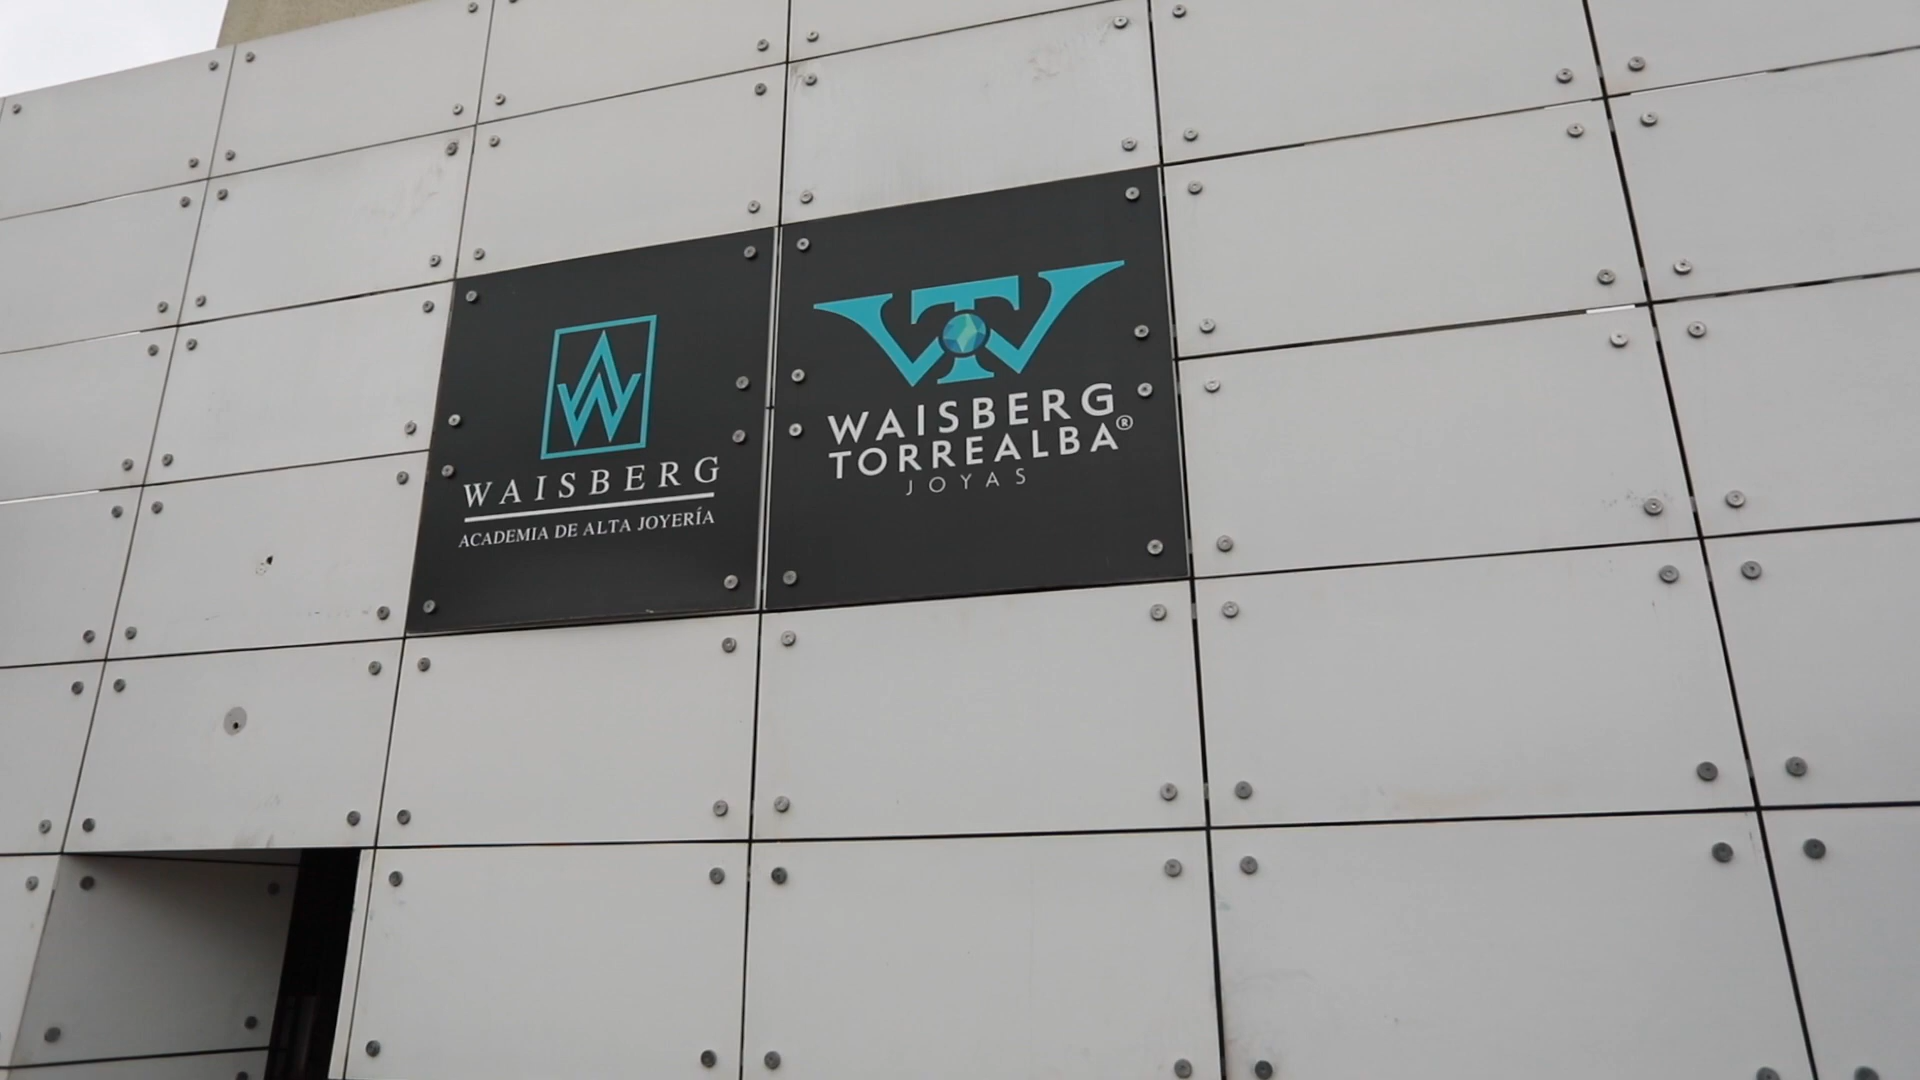 WAISBERG
ACADEMIA DE ALTA JOYERÍA
WAISBERG
TORREALBA®
JOYAS